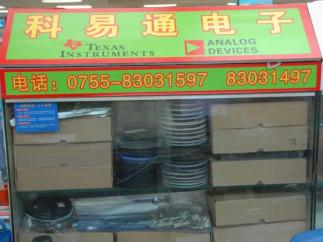 科易通电子
TEXAS INSTRUMENTS
ANALOG DEVICES
电话：0755-83031597 83031497